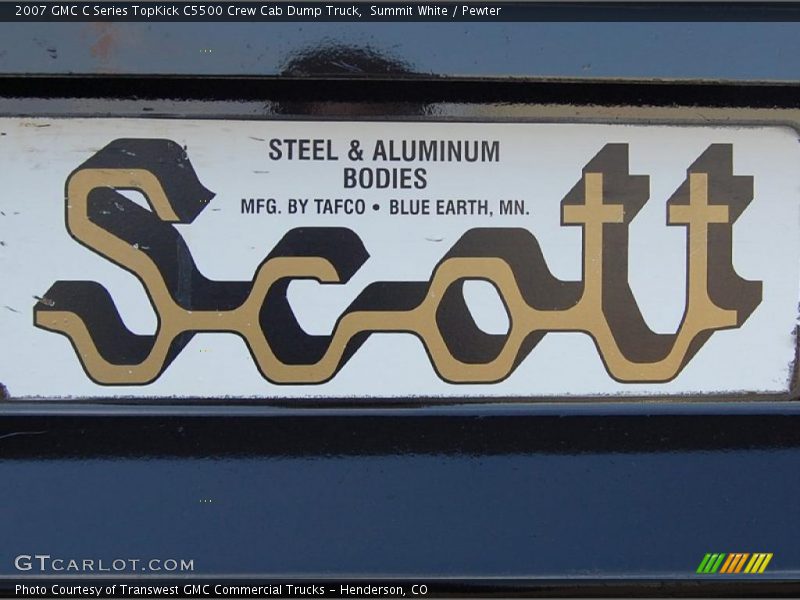 2007 GMC C Series TopKick C5500 Crew Cab Dump Truck,  Summit White / Pewter
STEEL & ALUMINUM
BODIES
MFG. BY TAFCO • BLUE EARTH, MN.
Scott
GTCARLOT.COM
Photo Courtesy of Transwest GMC Commercial Trucks - Henderson, CO